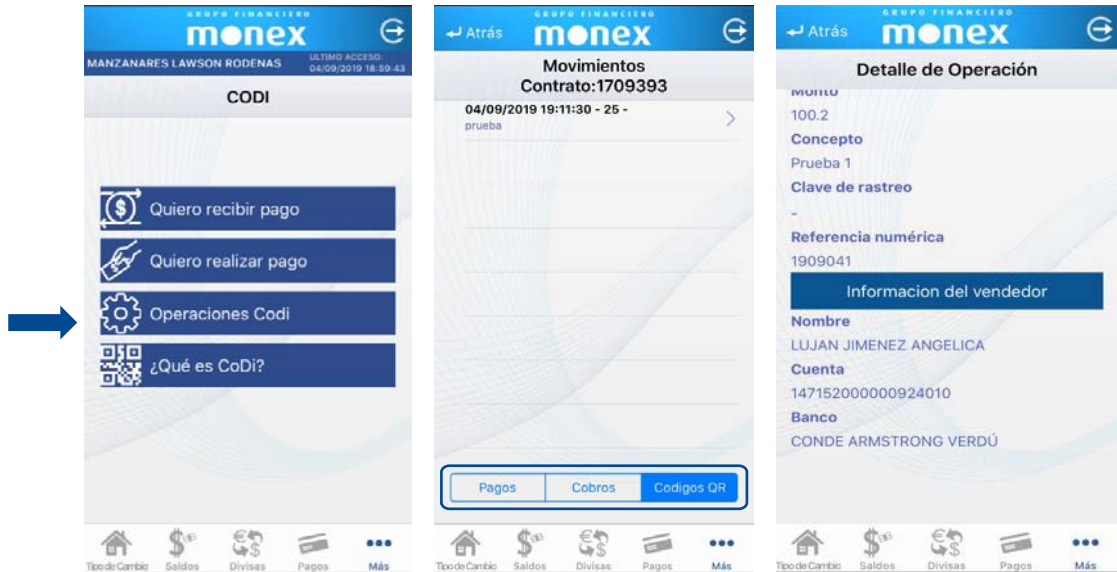 GRUPO FINANCIERO
monex
MANZANARES LAWSON RODENAS
ULTIMO ACCESO:
04/09/2019 18:59:43
CODI
Quiero recibir pago
Quiero realizar pago
Operaciones Codi
¿Qué es CoDi?
Tipo de Cambio
Saldos
Divisas
Pagos
Más
Atrás
GRUPO FINANCIERO
monex
Movimientos
Contrato:1709393
04/09/2019 19:11:30 - 25 -
prueba
Pagos
Cobros
Codigos QR
Tipo de Cambio
Saldos
Divisas
Pagos
Más
Atrás
GRUPO FINANCIERO
monex
Detalle de Operación
Monto
100.2
Concepto
Prueba 1
Clave de rastreo
-
Referencia numérica
1909041
Informacion del vendedor
Nombre
LUJAN JIMENEZ ANGELICA
Cuenta
147152000000924010
Banco
CONDE ARMSTRONG VERDÚ
Tipo de Cambio
Saldos
Divisas
Pagos
Más